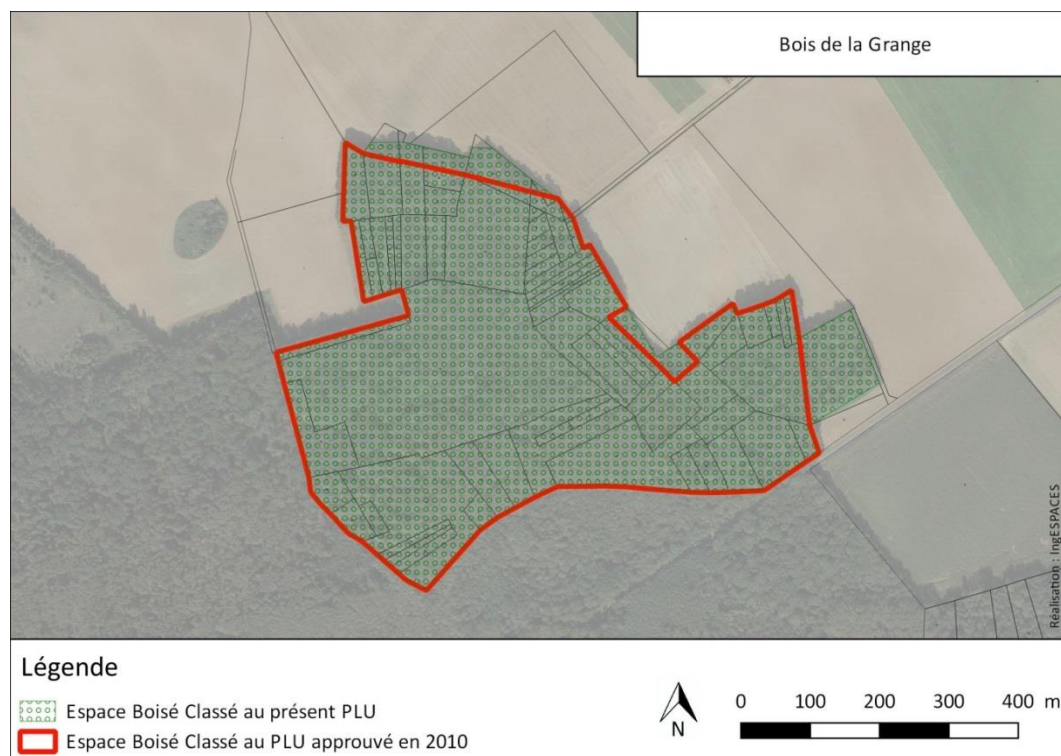 Bois de la Grange
Réalisation : IngESPACES
Légende
Espace Boisé Classé au présent PLU
Espace Boisé Classé au PLU approuvé en 2010
N
0 100 200 300 400 m